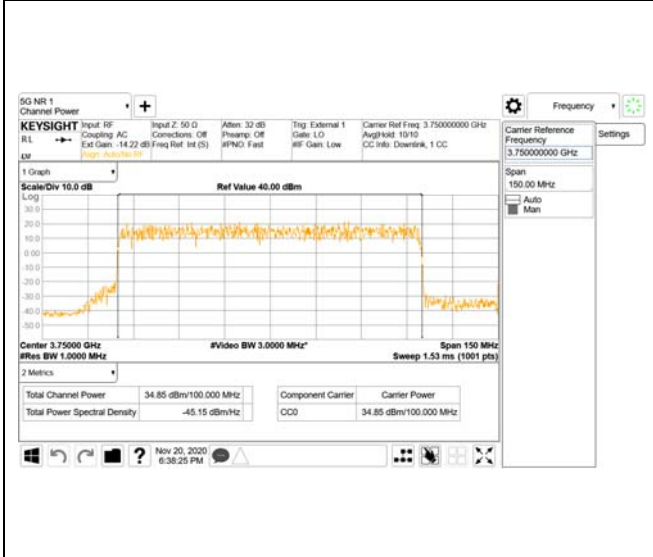 5G NR 1
Channel Power
Frequency
KEYSIGHT
RL
LW
Input: RF
Coupling: AC
Ext Gain: -14.22 dB
Align: Auto/No RF
Input Z: 50 Ω
Corrections: Off
Freq Ref: Int (S)
Atten: 32 dB
Preamp: Off
#PNO: Fast
Trig: External 1
Gate: LO
#IF Gain: Low
Carrier Ref Freq: 3.750000000 GHz
Avg|Hold: 10/10
CC Info: Downlink, 1 CC
Carrier Reference
Frequency
3.750000000 GHz
Settings
Span
150.00 MHz
Auto
Man
1 Graph
Scale/Div 10.0 dB
Ref Value 40.00 dBm
Log
30.0
20.0
10.0
0.00
-10.0
-20.0
-30.0
-40.0
-50.0
Center 3.75000 GHz
#Video BW 3.0000 MHz*
Span 150 MHz
#Res BW 1.0000 MHz
Sweep 1.53 ms (1001 pts)
2 Metrics
Total Channel Power 34.85 dBm/100.000 MHz
Total Power Spectral Density -45.15 dBm/Hz
Component Carrier Carrier Power
CC0 34.85 dBm/100.000 MHz
?
Nov 20, 2020
6:38:25 PM